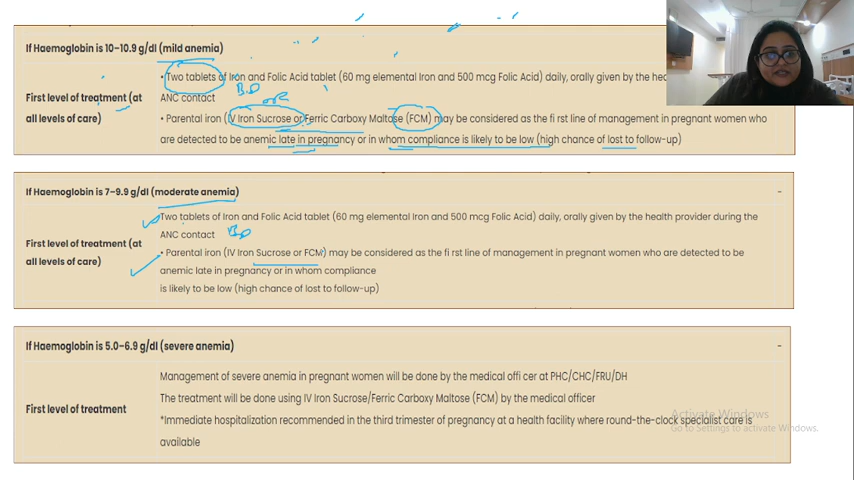 If Haemoglobin is 10-10.9 g/dl (mild anemia)
• Two tablets of Iron and Folic Acid tablet (60 mg elemental Iron and 500 mcg Folic Acid) daily, orally given by the
ANC contact
BD
OR
First level of treatment (at
all levels of care)
• Parental iron (IV Iron Sucrose or Ferric Carboxy Maltose (FCM) may be considered as the fi rst line of management in pregnant women who
are detected to be anemic late in pregnancy or in whom compliance is likely to be low (high chance of lost to follow-up)
If Haemoglobin is 7–9.9 g/dl (moderate anemia)
Two tablets of Iron and Folic Acid tablet (60 mg elemental Iron and 500 mcg Folic Acid) daily, orally given by the health provider during the
ANC contact
BD
First level of treatment (at
all levels of care)
• Parental iron (IV Iron Sucrose or FCM) may be considered as the fi rst line of management in pregnant women who are detected to be
anemic late in pregnancy or in whom compliance
is likely to be low (high chance of lost to follow-up)
If Haemoglobin is 5.0–6.9 g/dl (severe anemia)
First level of treatment
Management of severe anemia in pregnant women will be done by the medical offi cer at PHC/CHC/FRU/DH
The treatment will be done using IV Iron Sucrose/Ferric Carboxy Maltose (FCM) by the medical officer
*Immediate hospitalization recommended in the third trimester of pregnancy at a health facility where round-the-clock specialist care is
available
Activate Windows
Go to Settings to activate Windows.